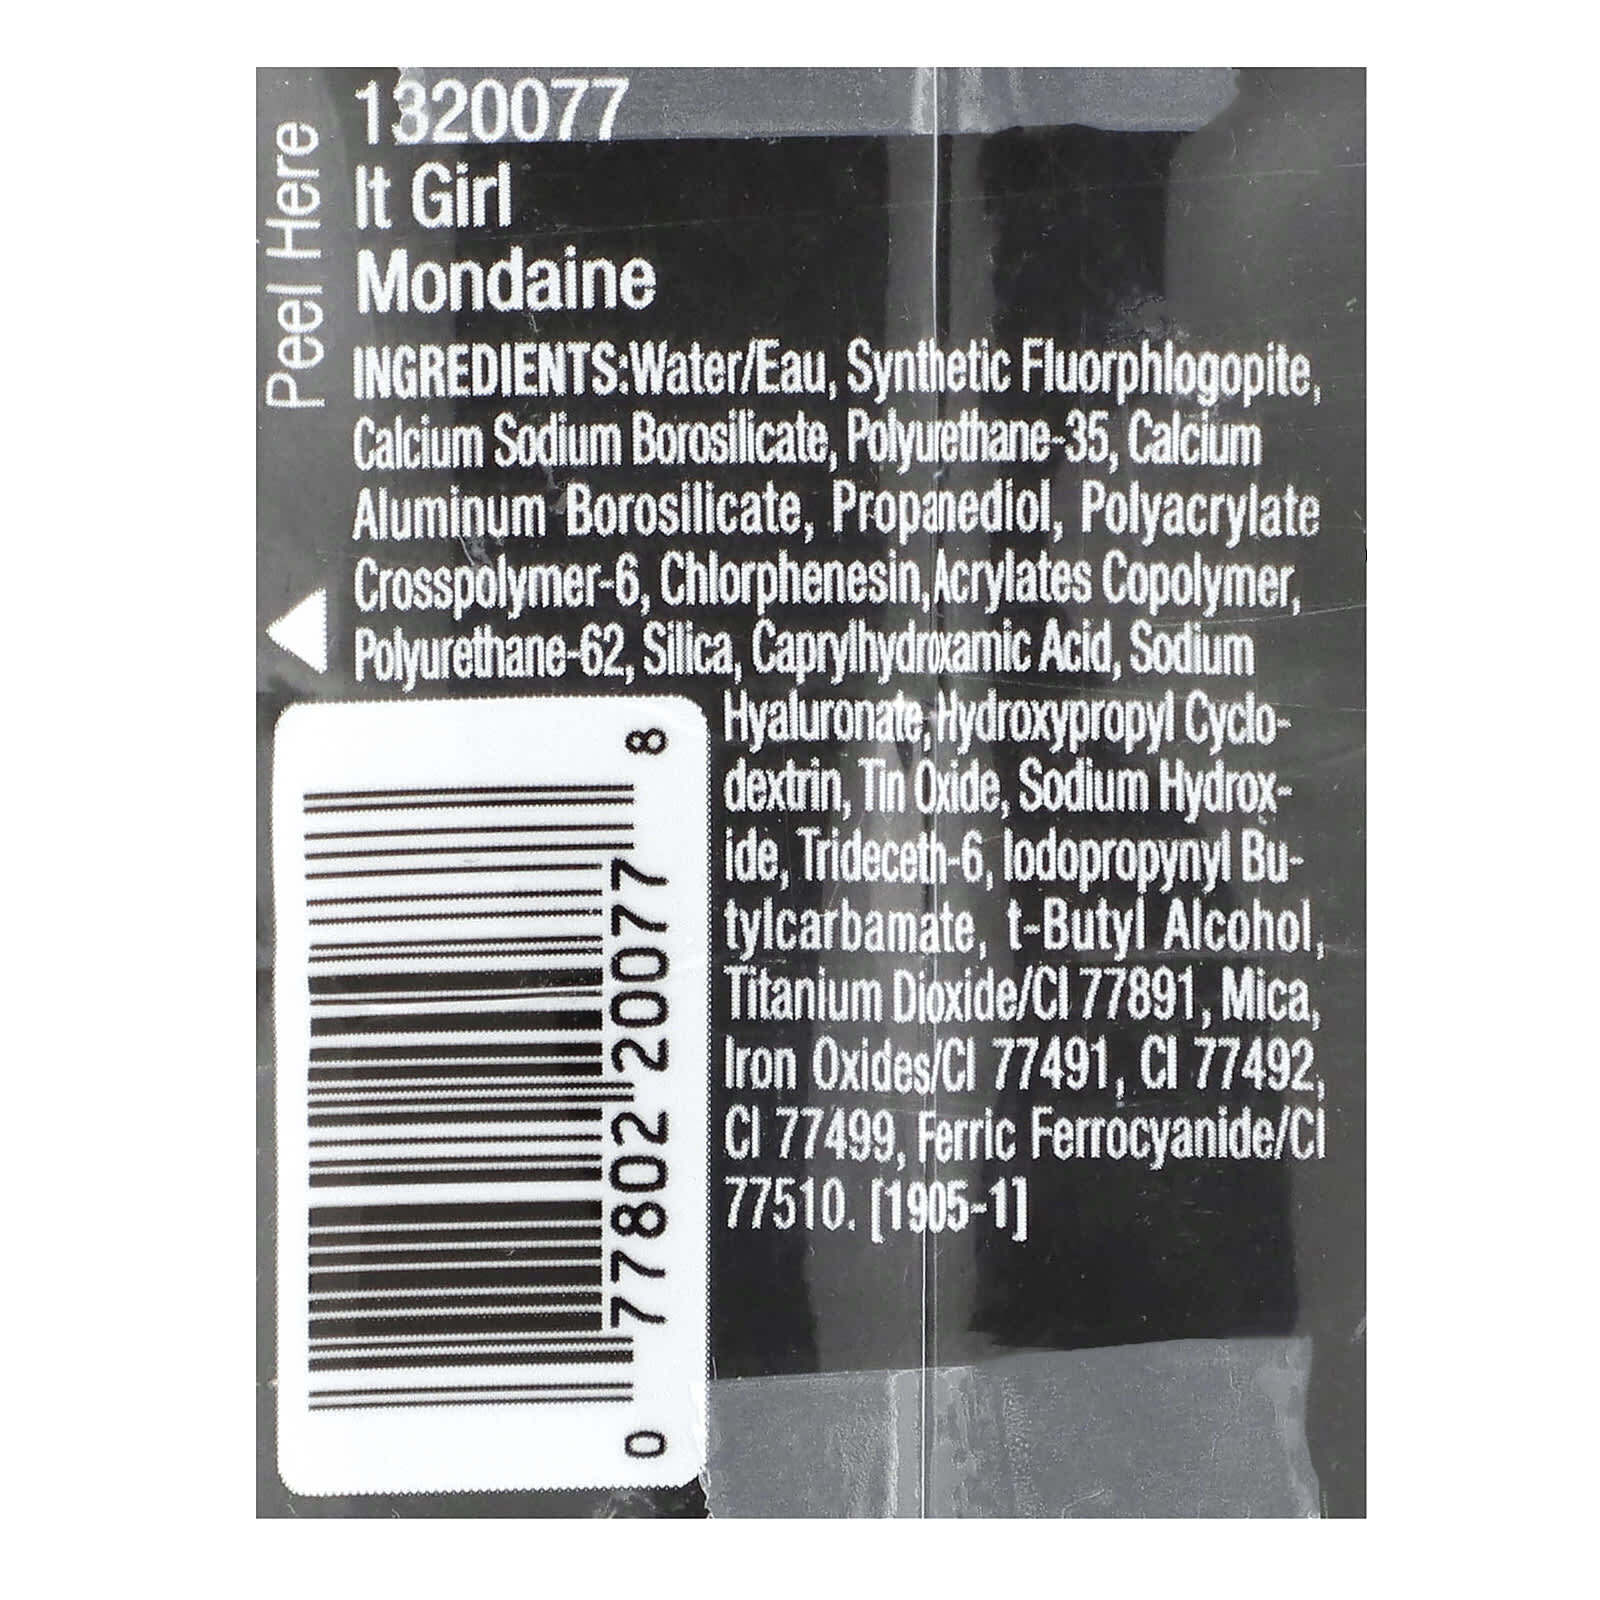 Peel Here
1320077
It Girl
Mondaine
INGREDIENTS:Water/Eau, Synthetic Fluorphlogopite,
Calcium Sodium Borosilicate, Polyurethane-35, Calcium
Aluminum Borosilicate, Propanediol, Polyacrylate
Crosspolymer-6, Chlorphenesin, Acrylates Copolymer,
Polyurethane-62, Silica, Caprylhydroxamic Acid, Sodium
Hyaluronate, Hydroxypropyl Cyclo-
dextrin, Tin Oxide, Sodium Hydrox-
ide, Trideceth-6, Iodopropynyl Bu-
tylcarbamate, t-Butyl Alcohol,
Titanium Dioxide/CI 77891, Mica,
Iron Oxides/CI 77491, CI 77492,
CI 77499, Ferric Ferrocyanide/CI
77510. [1905-1]
0 77802 20077 8